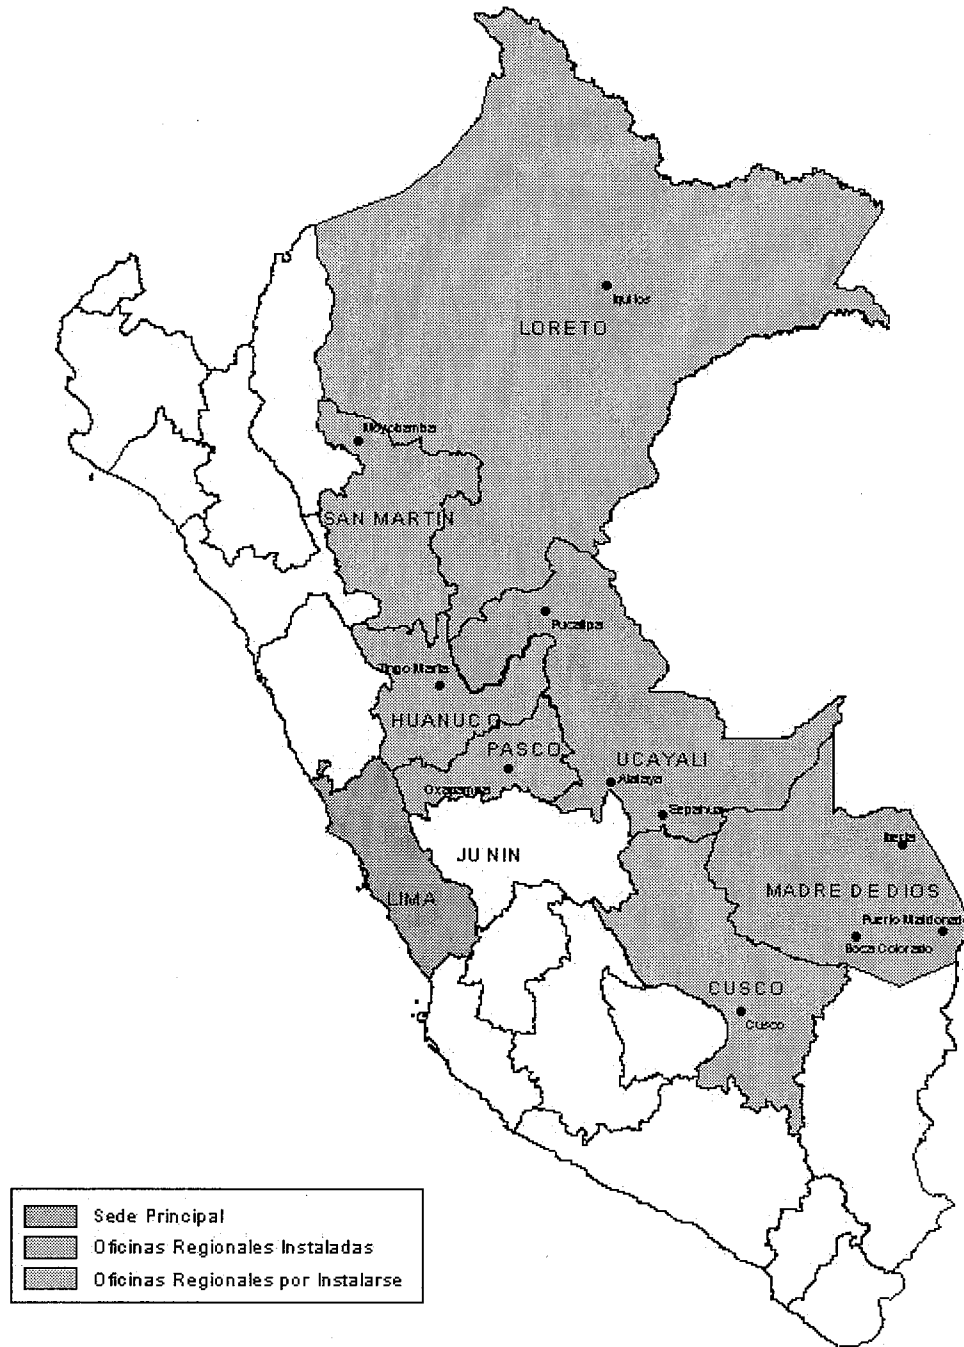 Iquitos
LORETO
Moyobamba
SAN MARTIN
Pucallpa
Tingo Maria
HUANUCO
PASCO
UCAYALI
Atalaya
Oxapampa
Sepahua
JUNIN
Iberia
MADRE DE DIOS
LIMA
Puerto Maldonado
Boca Colorado
CUSCO
Cusco
Sede Principal
Oficinas Regionales Instaladas
Oficinas Regionales por Instalarse